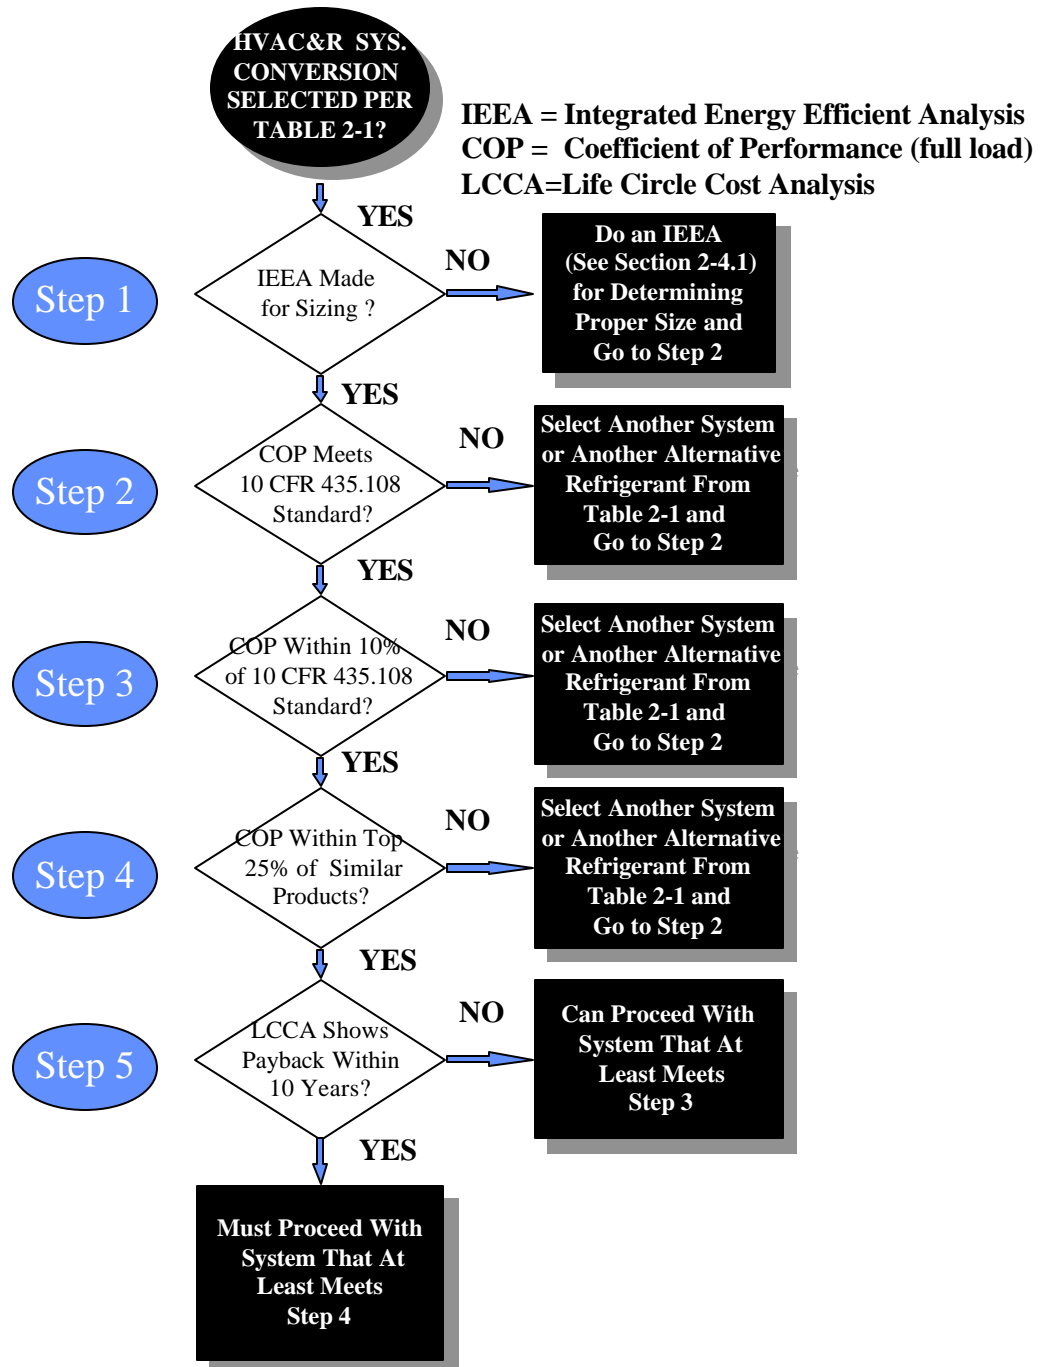 HVAC&R SYS.
CONVERSION
SELECTED PER
TABLE 2-1?
IEEA = Integrated Energy Efficient Analysis
COP = Coefficient of Performance (full load)
LCCA=Life Circle Cost Analysis
YES
Step 1
IEEA Made
for Sizing ?
NO
Do an IEEA
(See Section 2-4.1)
for Determining
Proper Size and
Go to Step 2
YES
Step 2
COP Meets
10 CFR 435.108
Standard?
NO
Select Another System
or Another Alternative
Refrigerant From
Table 2-1 and
Go to Step 2
YES
Step 3
COP Within 10%
of 10 CFR 435.108
Standard?
NO
Select Another System
or Another Alternative
Refrigerant From
Table 2-1 and
Go to Step 2
YES
Step 4
COP Within Top
25% of Similar
Products?
NO
Select Another System
or Another Alternative
Refrigerant From
Table 2-1 and
Go to Step 2
YES
Step 5
LCCA Shows
Payback Within
10 Years?
NO
Can Proceed With
System That At
Least Meets
Step 3
YES
Must Proceed With
System That At
Least Meets
Step 4